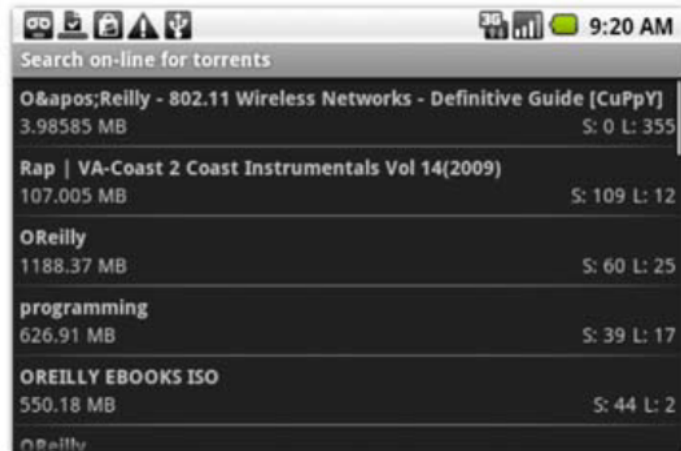 3G 9:20 AM
Search on-line for torrents
O&apos;Reilly - 802.11 Wireless Networks - Definitive Guide [CuPpY]
3.98585 MB S: 0 L: 355
Rap | VA-Coast 2 Coast Instrumentals Vol 14(2009)
107.005 MB S: 109 L: 12
OReilly
1188.37 MB S: 60 L: 25
programming
626.91 MB S: 39 L: 17
OREILLY EBOOKS ISO
550.18 MB S: 44 L: 2
OReilly